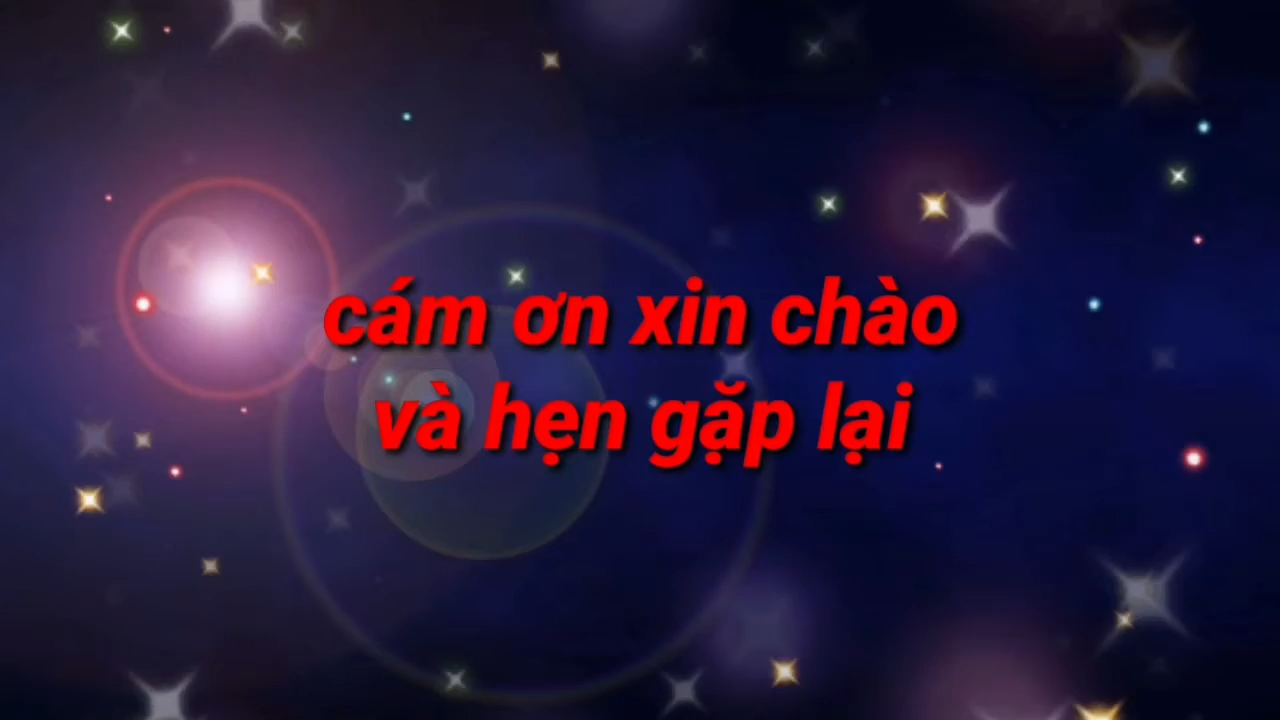 cám ơn xin chào
và hẹn gặp lại